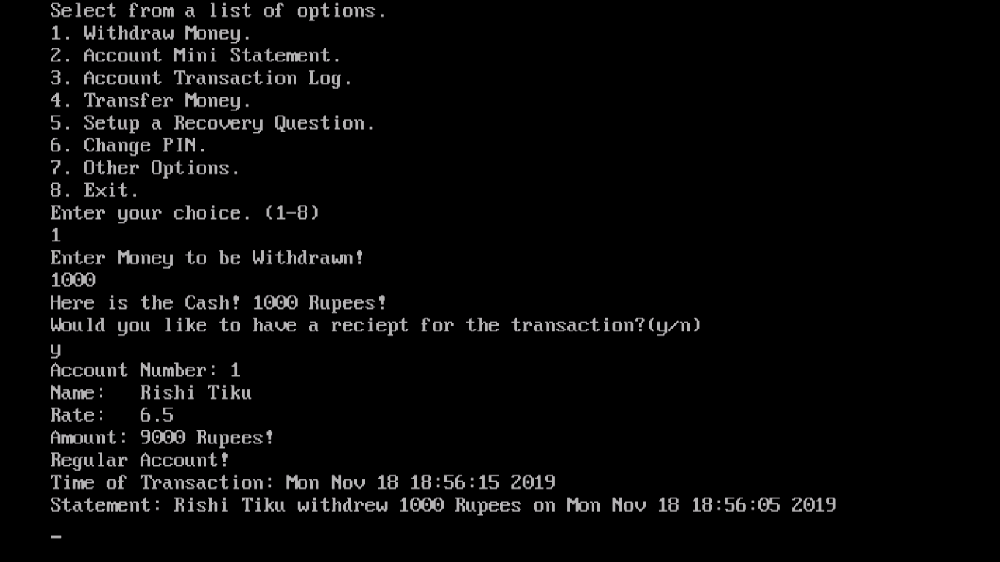 Select from a list of options.
1. Withdraw Money.
2. Account Mini Statement.
3. Account Transaction Log.
4. Transfer Money.
5. Setup a Recovery Question.
6. Change PIN.
7. Other Options.
8. Exit.
Enter your choice. (1-8)
1
Enter Money to be Withdrawn!
1000
Here is the Cash! 1000 Rupees!
Would you like to have a reciept for the transaction?(y/n)
y
Account Number: 1
Name:   Rishi Tiku
Rate:   6.5
Amount: 9000 Rupees!
Regular Account!
Time of Transaction: Mon Nov 18 18:56:15 2019
Statement: Rishi Tiku withdrew 1000 Rupees on Mon Nov 18 18:56:05 2019
_